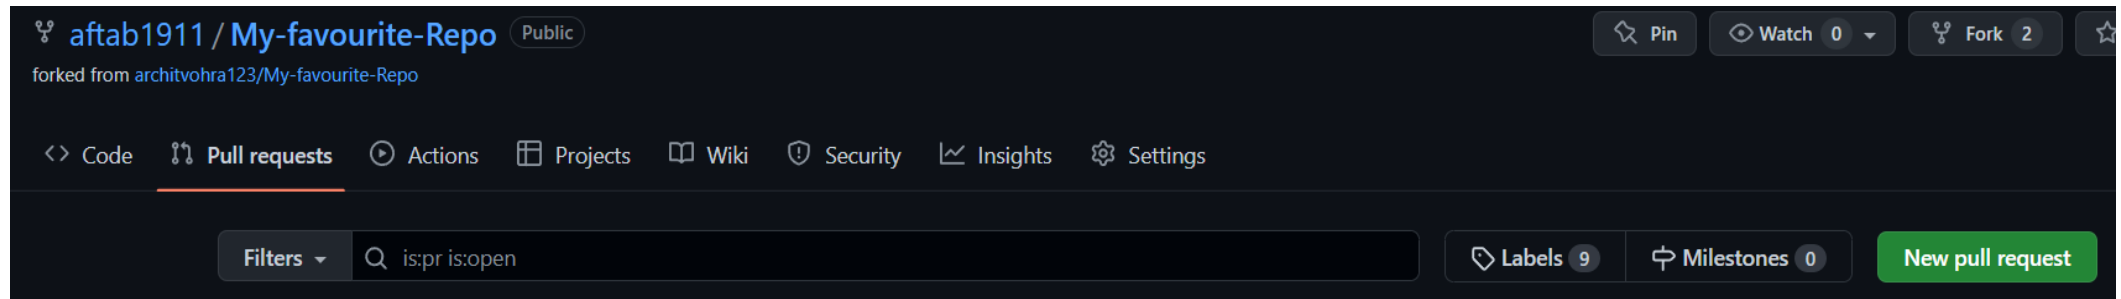 aftab1911 / My-favourite-Repo Public Pin Watch 0 Fork 2
forked from architvohra123/My-favourite-Repo
Code Pull requests Actions Projects Wiki Security Insights Settings
Filters is:pr is:open Labels 9 Milestones 0 New pull request